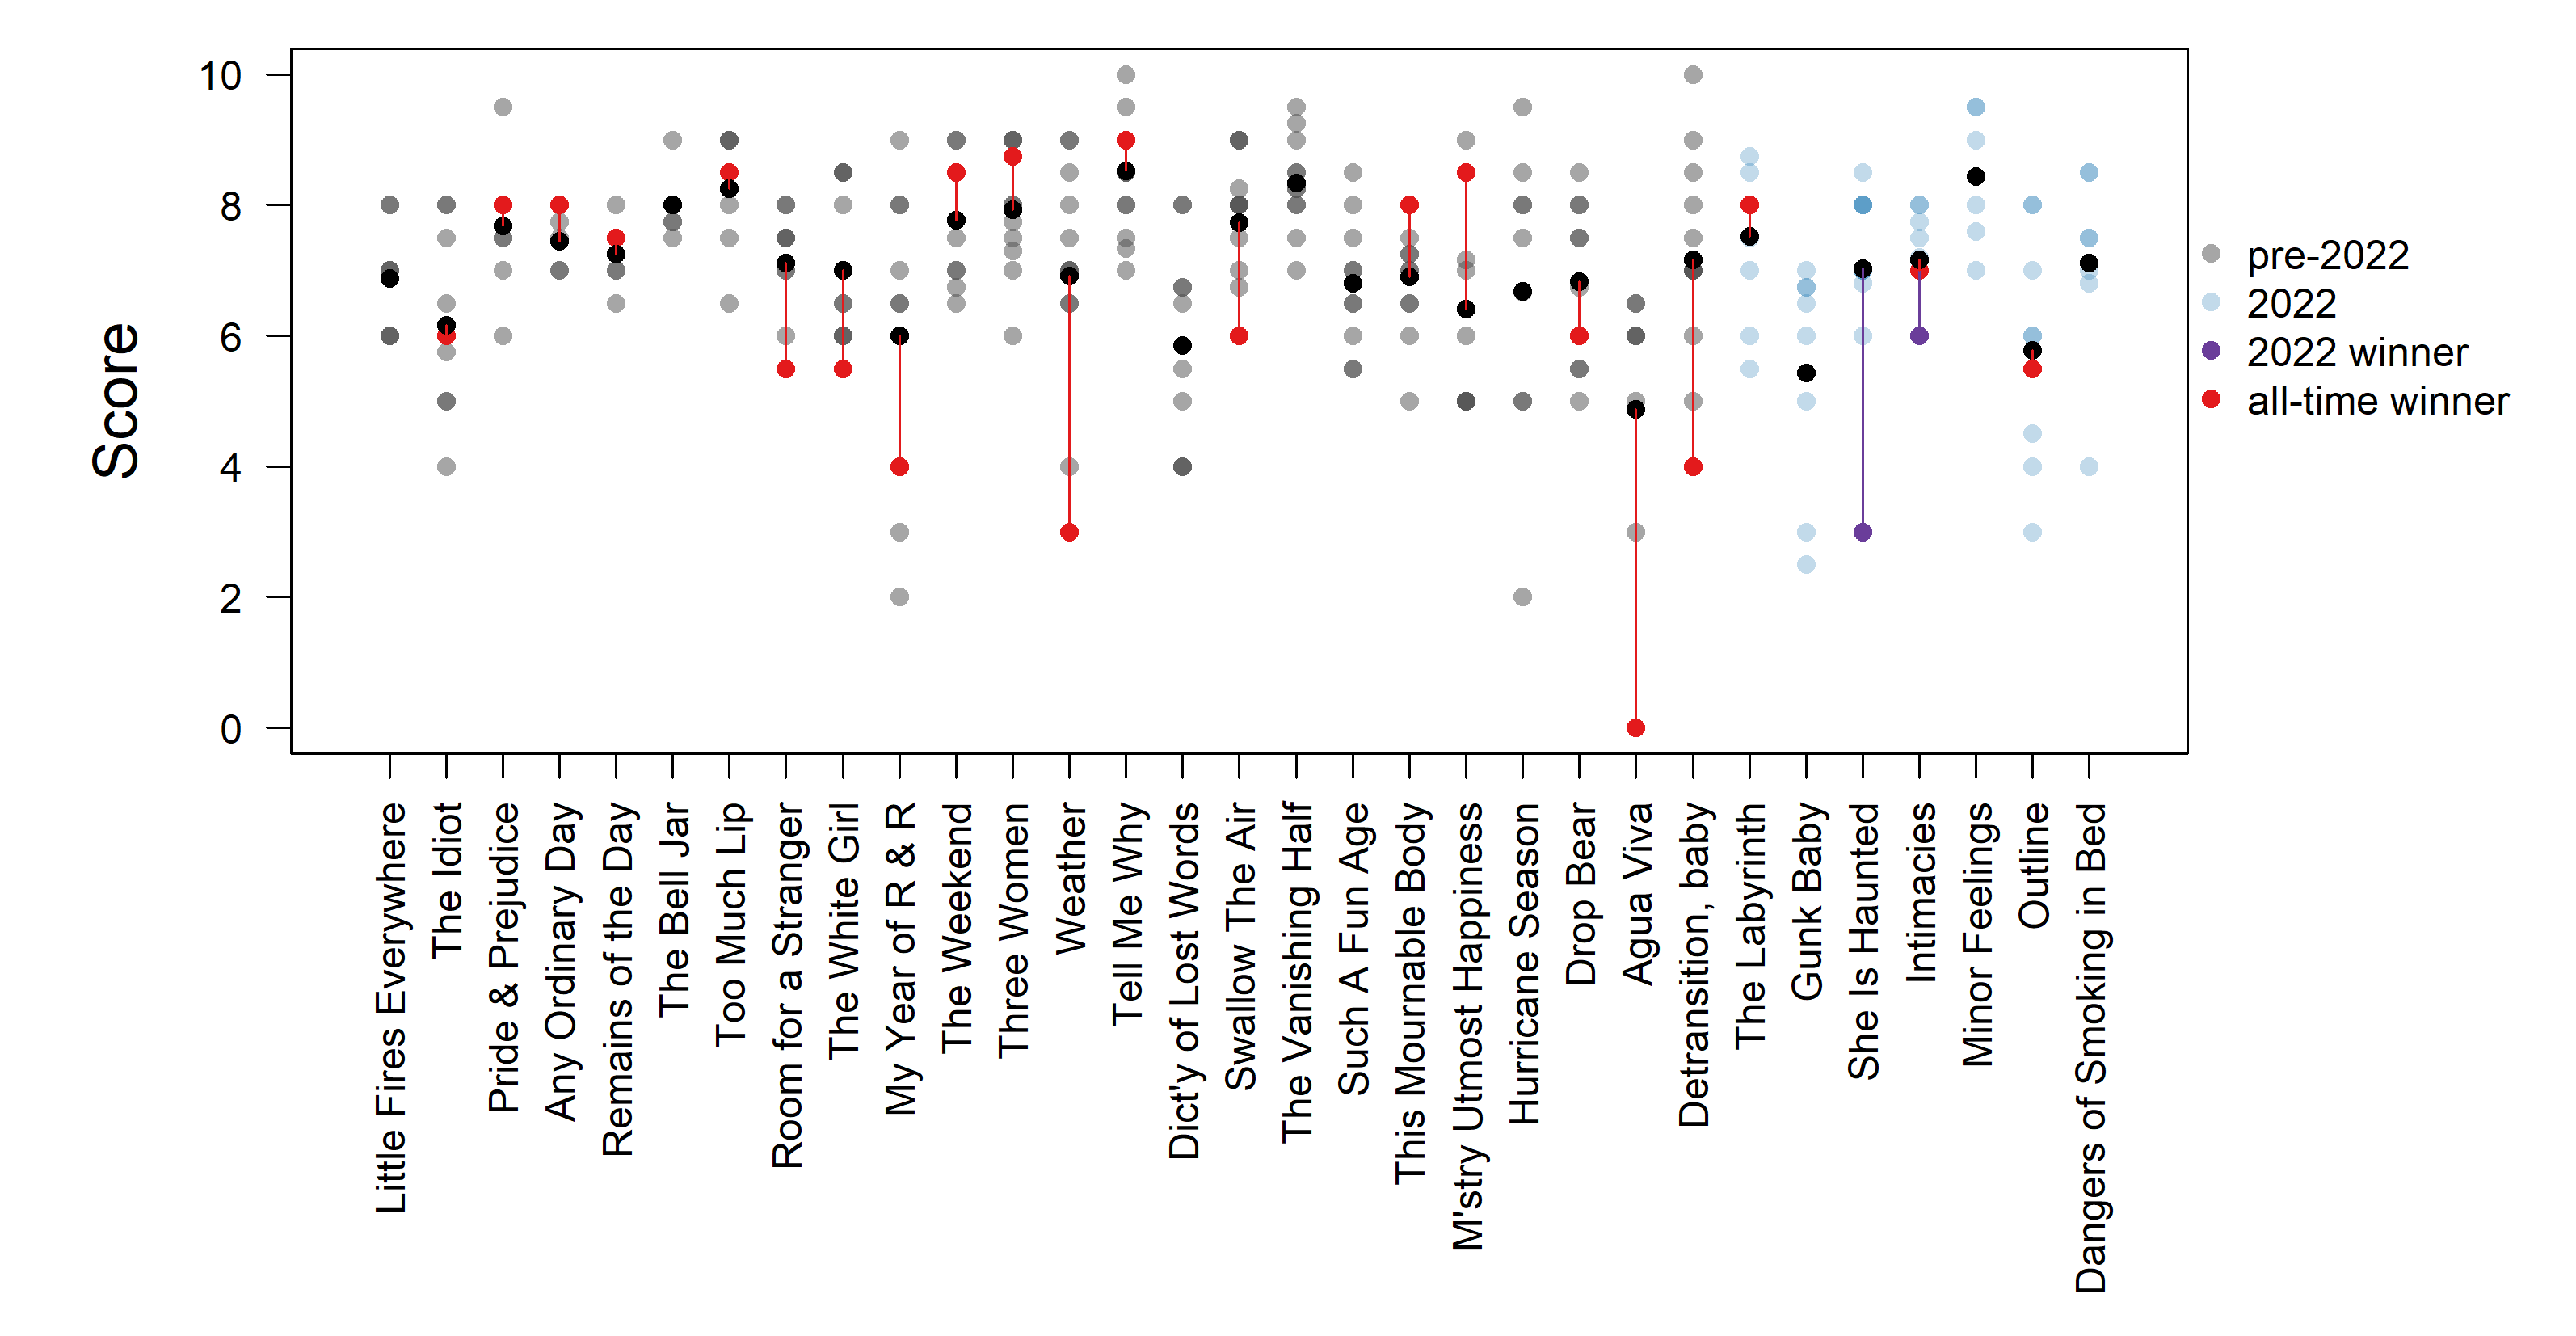 Score
10
8
6
4
2
0
Little Fires Everywhere
The Idiot
Pride & Prejudice
Any Ordinary Day
Remains of the Day
The Bell Jar
Too Much Lip
Room for a Stranger
The White Girl
My Year of R & R
The Weekend
Three Women
Weather
Tell Me Why
Dict'y of Lost Words
Swallow The Air
The Vanishing Half
Such A Fun Age
This Mournable Body
M'stry Utmost Happiness
Hurricane Season
Drop Bear
Agua Viva
Detransition, baby
The Labyrinth
Gunk Baby
She Is Haunted
Intimacies
Minor Feelings
Outline
Dangers of Smoking in Bed
pre-2022
2022
2022 winner
all-time winner